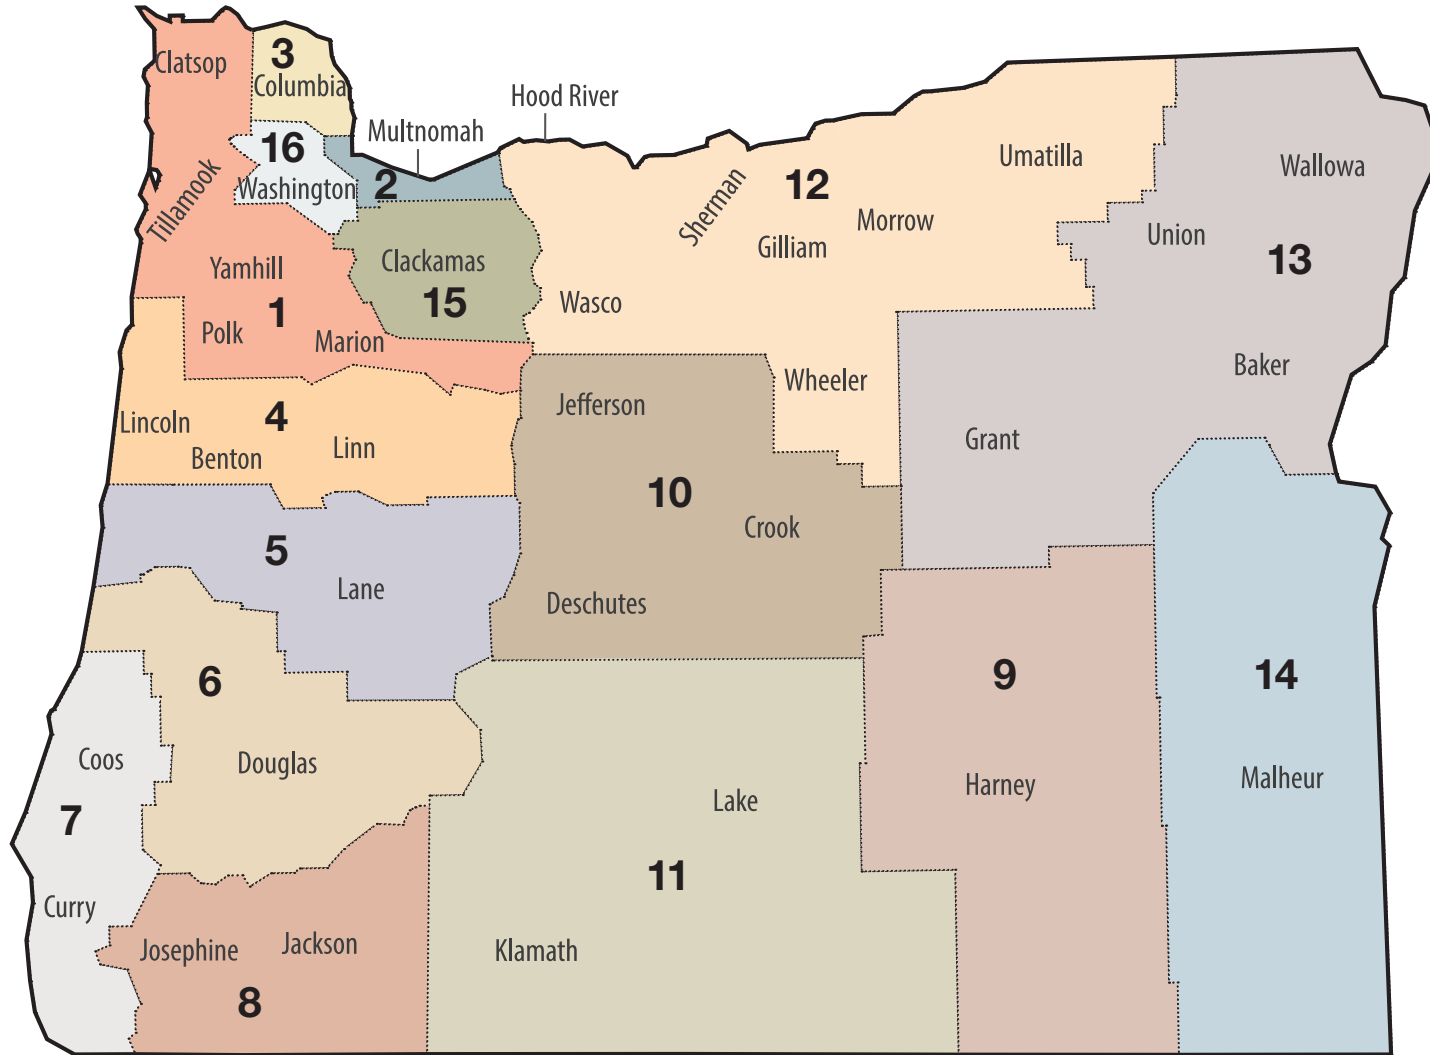 Clatsop
3
Columbia
Hood River
Multnomah
16
Washington
2
Tillamook
Sherman
12
Umatilla
Wallowa
Morrow
Gilliam
Union
13
Yamhill
Clackamas
15
Wasco
1
Polk
Marion
Wheeler
Baker
Jefferson
Lincoln
4
Benton
Linn
Grant
10
Crook
5
Lane
Deschutes
6
9
14
Coos
Douglas
Lake
Harney
Malheur
7
11
Curry
Josephine
Jackson
Klamath
8